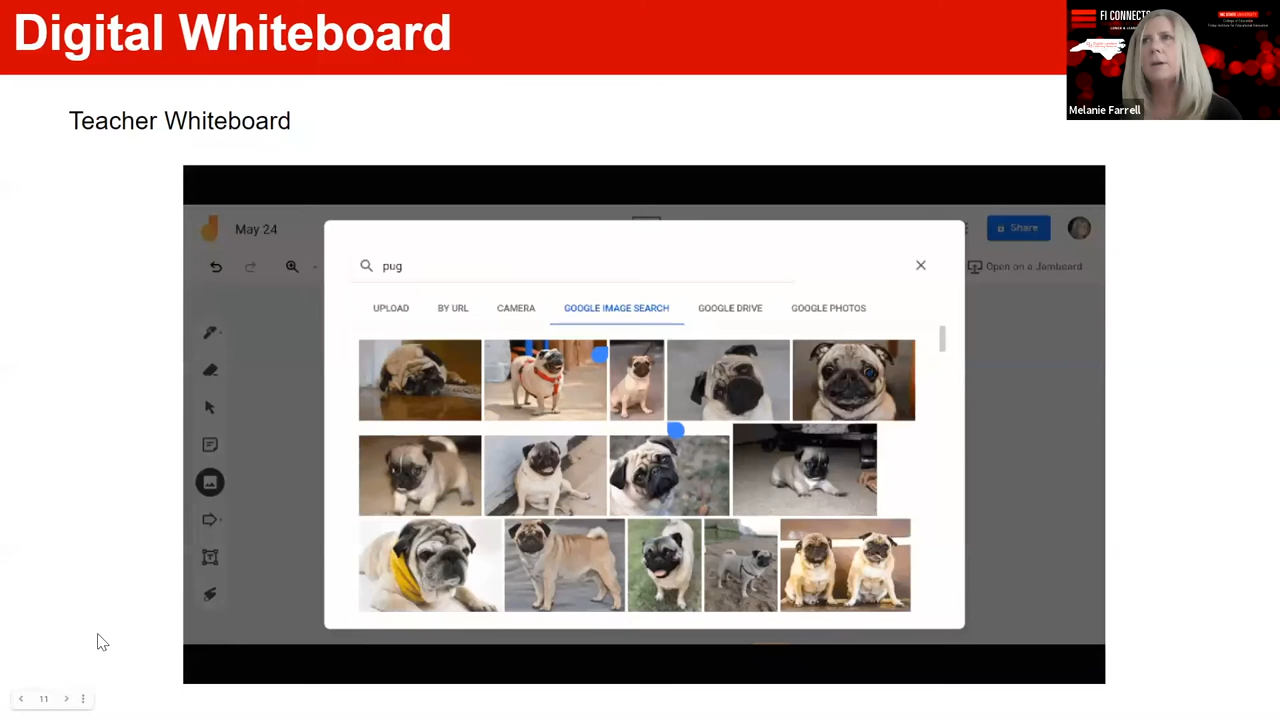 Digital Whiteboard
FI CONNECTS
Melanie Farrell
Teacher Whiteboard
May 24
Share
Open on a Jamboard
pug
UPLOAD BY URL CAMERA GOOGLE IMAGE SEARCH GOOGLE DRIVE GOOGLE PHOTOS
11